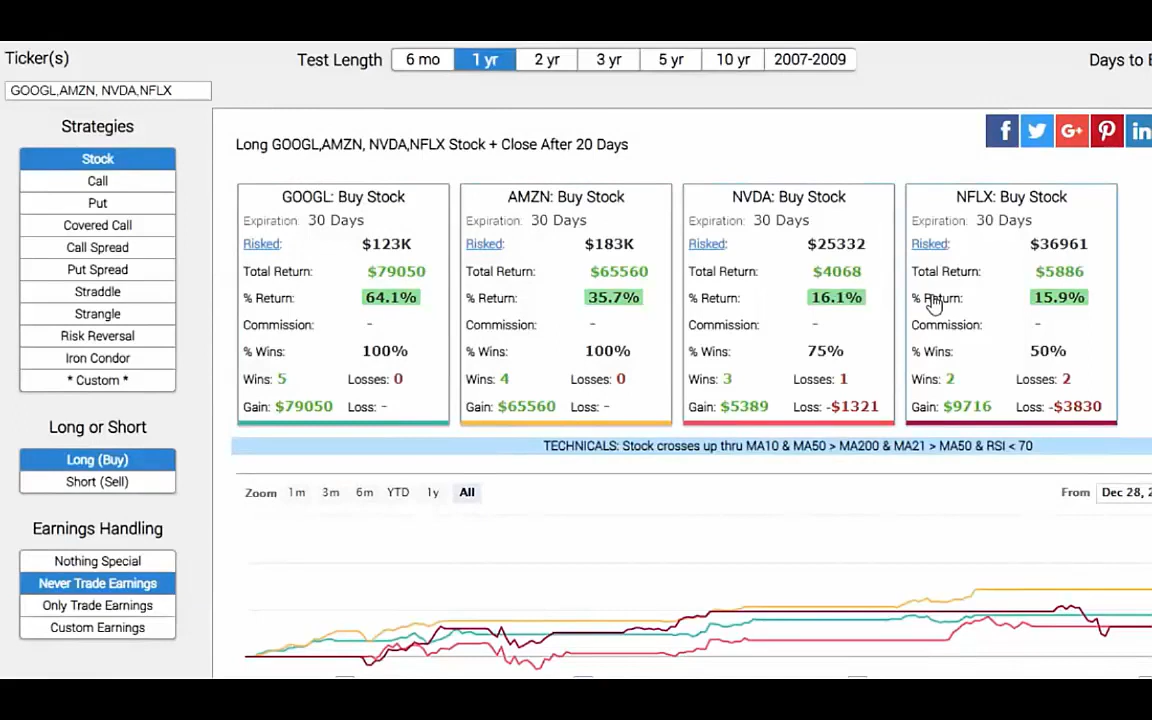 Ticker(s)
Test Length 6 mo 1 yr 2 yr 3 yr 5 yr 10 yr 2007-2009
Days to
GOOGL,AMZN, NVDA,NFLX
Strategies
Stock
Call
Put
Covered Call
Call Spread
Put Spread
Straddle
Strangle
Risk Reversal
Iron Condor
* Custom *
Long or Short
Long (Buy)
Short (Sell)
Earnings Handling
Nothing Special
Never Trade Earnings
Only Trade Earnings
Custom Earnings
Long GOOGL,AMZN, NVDA,NFLX Stock + Close After 20 Days
f G+ in
GOOGL: Buy Stock
Expiration: 30 Days
Risked: $123K
Total Return: $79050
% Return: 64.1%
Commission: -
% Wins: 100%
Wins: 5 Losses: 0
Gain: $79050 Loss: -
AMZN: Buy Stock
Expiration: 30 Days
Risked: $183K
Total Return: $65560
% Return: 35.7%
Commission: -
% Wins: 100%
Wins: 4 Losses: 0
Gain: $65560 Loss: -
NVDA: Buy Stock
Expiration: 30 Days
Risked: $25332
Total Return: $4068
% Return: 16.1%
Commission: -
% Wins: 75%
Wins: 3 Losses: 1
Gain: $5389 Loss: -$1321
NFLX: Buy Stock
Expiration: 30 Days
Risked: $36961
Total Return: $5886
% Return: 15.9%
Commission: -
% Wins: 50%
Wins: 2 Losses: 2
Gain: $9716 Loss: -$3830
TECHNICALS: Stock crosses up thru MA10 & MA50 > MA200 & MA21 > MA50 & RSI < 70
Zoom 1m 3m 6m YTD 1y All
From Dec 28,